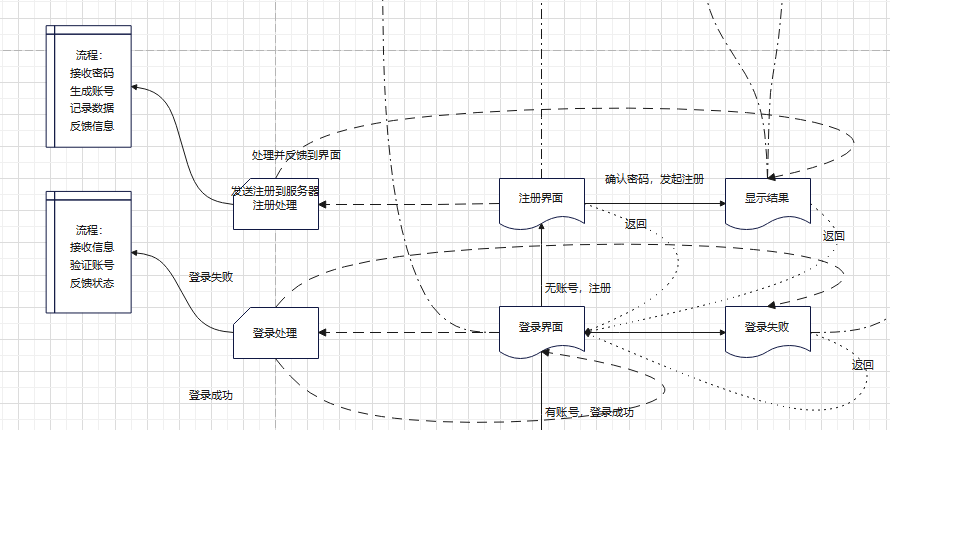 流程：
接收密码
生成账号
记录数据
反馈信息
处理并反馈到界面
发送注册到服务器
注册处理
注册界面
确认密码，发起注册
显示结果
返回
返回
流程：
接收信息
验证账号
反馈状态
登录失败
无账号，注册
登录处理
登录界面
登录失败
返回
登录成功
有账号，登录成功